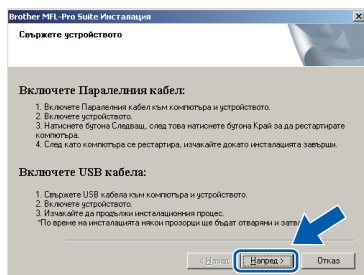 Brother MFL-Pro Suite Инсталация
Свържете устройството
Включете Паралелния кабел:
1. Включете Паралелния кабел към компютъра и устройството.
2. Включете устройството.
3. Натиснете бутона Следващ, след това натиснете бутона Край за да рестартирате
компютъра.
4. След като компютъра се рестартира, изчакайте докато инсталацията завърши.
Включете USB кабела:
1. Свържете USB кабела към компютъра и устройството.
2. Включете устройството.
3. Изчакайте да продължи инсталационния процес.
*По време на инсталацията някои прозорци ще бъдат отваряни и
< Назад Напред > Отказ